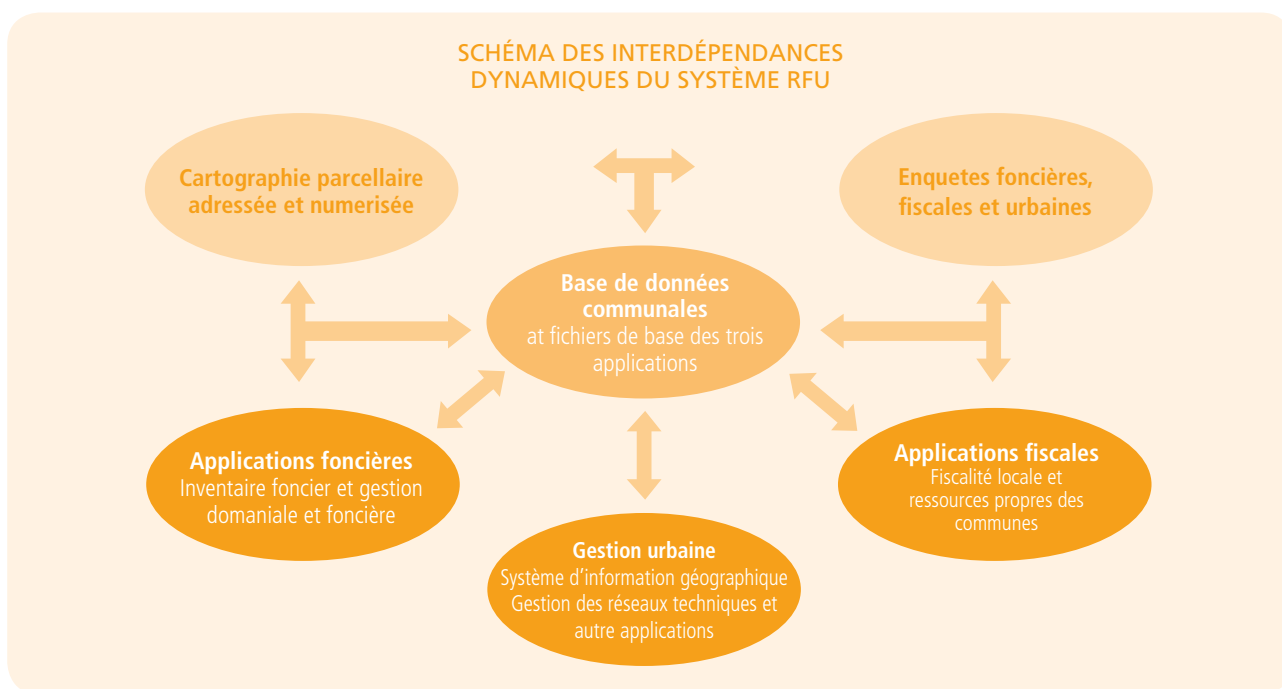 SCHÉMA DES INTERDÉPENDANCES
DYNAMIQUES DU SYSTÈME RFU
Cartographie parcellaire
adressée et numerisée
Enquetes foncières,
fiscales et urbaines
Base de données
communales
at fichiers de base des trois
applications
Applications foncières
Inventaire foncier et gestion
domaniale et foncière
Applications fiscales
Fiscalité locale et
ressources propres des
communes
Gestion urbaine
Système d'information géographique
Gestion des réseaux techniques et
autre applications